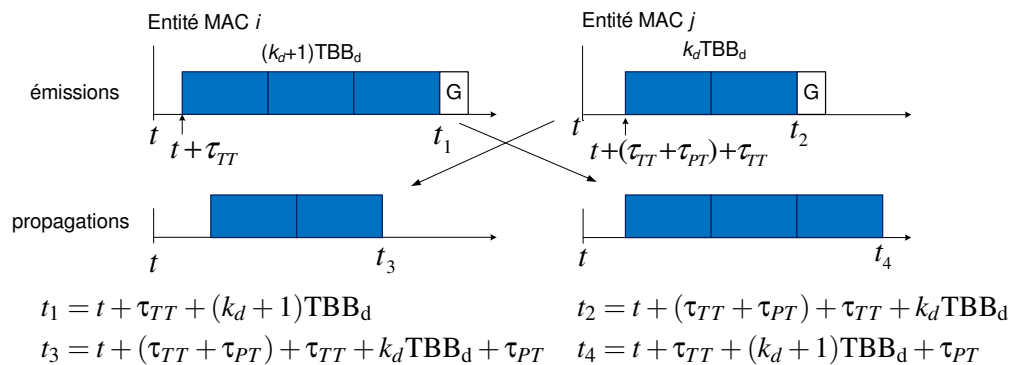 Entité MAC i
Entité MAC j
(k_d+1)TBB_d
k_dTBB_d
émissions
G
G
t
t+τ_TT
t_1
t
t+(τ_TT+τ_PT)+τ_TT
t_2
propagations
t
t_3
t
t_4
t_1 = t + τ_TT + (k_d + 1)TBB_d
t_2 = t + (τ_TT + τ_PT) + τ_TT + k_dTBB_d
t_3 = t + (τ_TT + τ_PT) + τ_TT + k_dTBB_d + τ_PT
t_4 = t + τ_TT + (k_d + 1)TBB_d + τ_PT